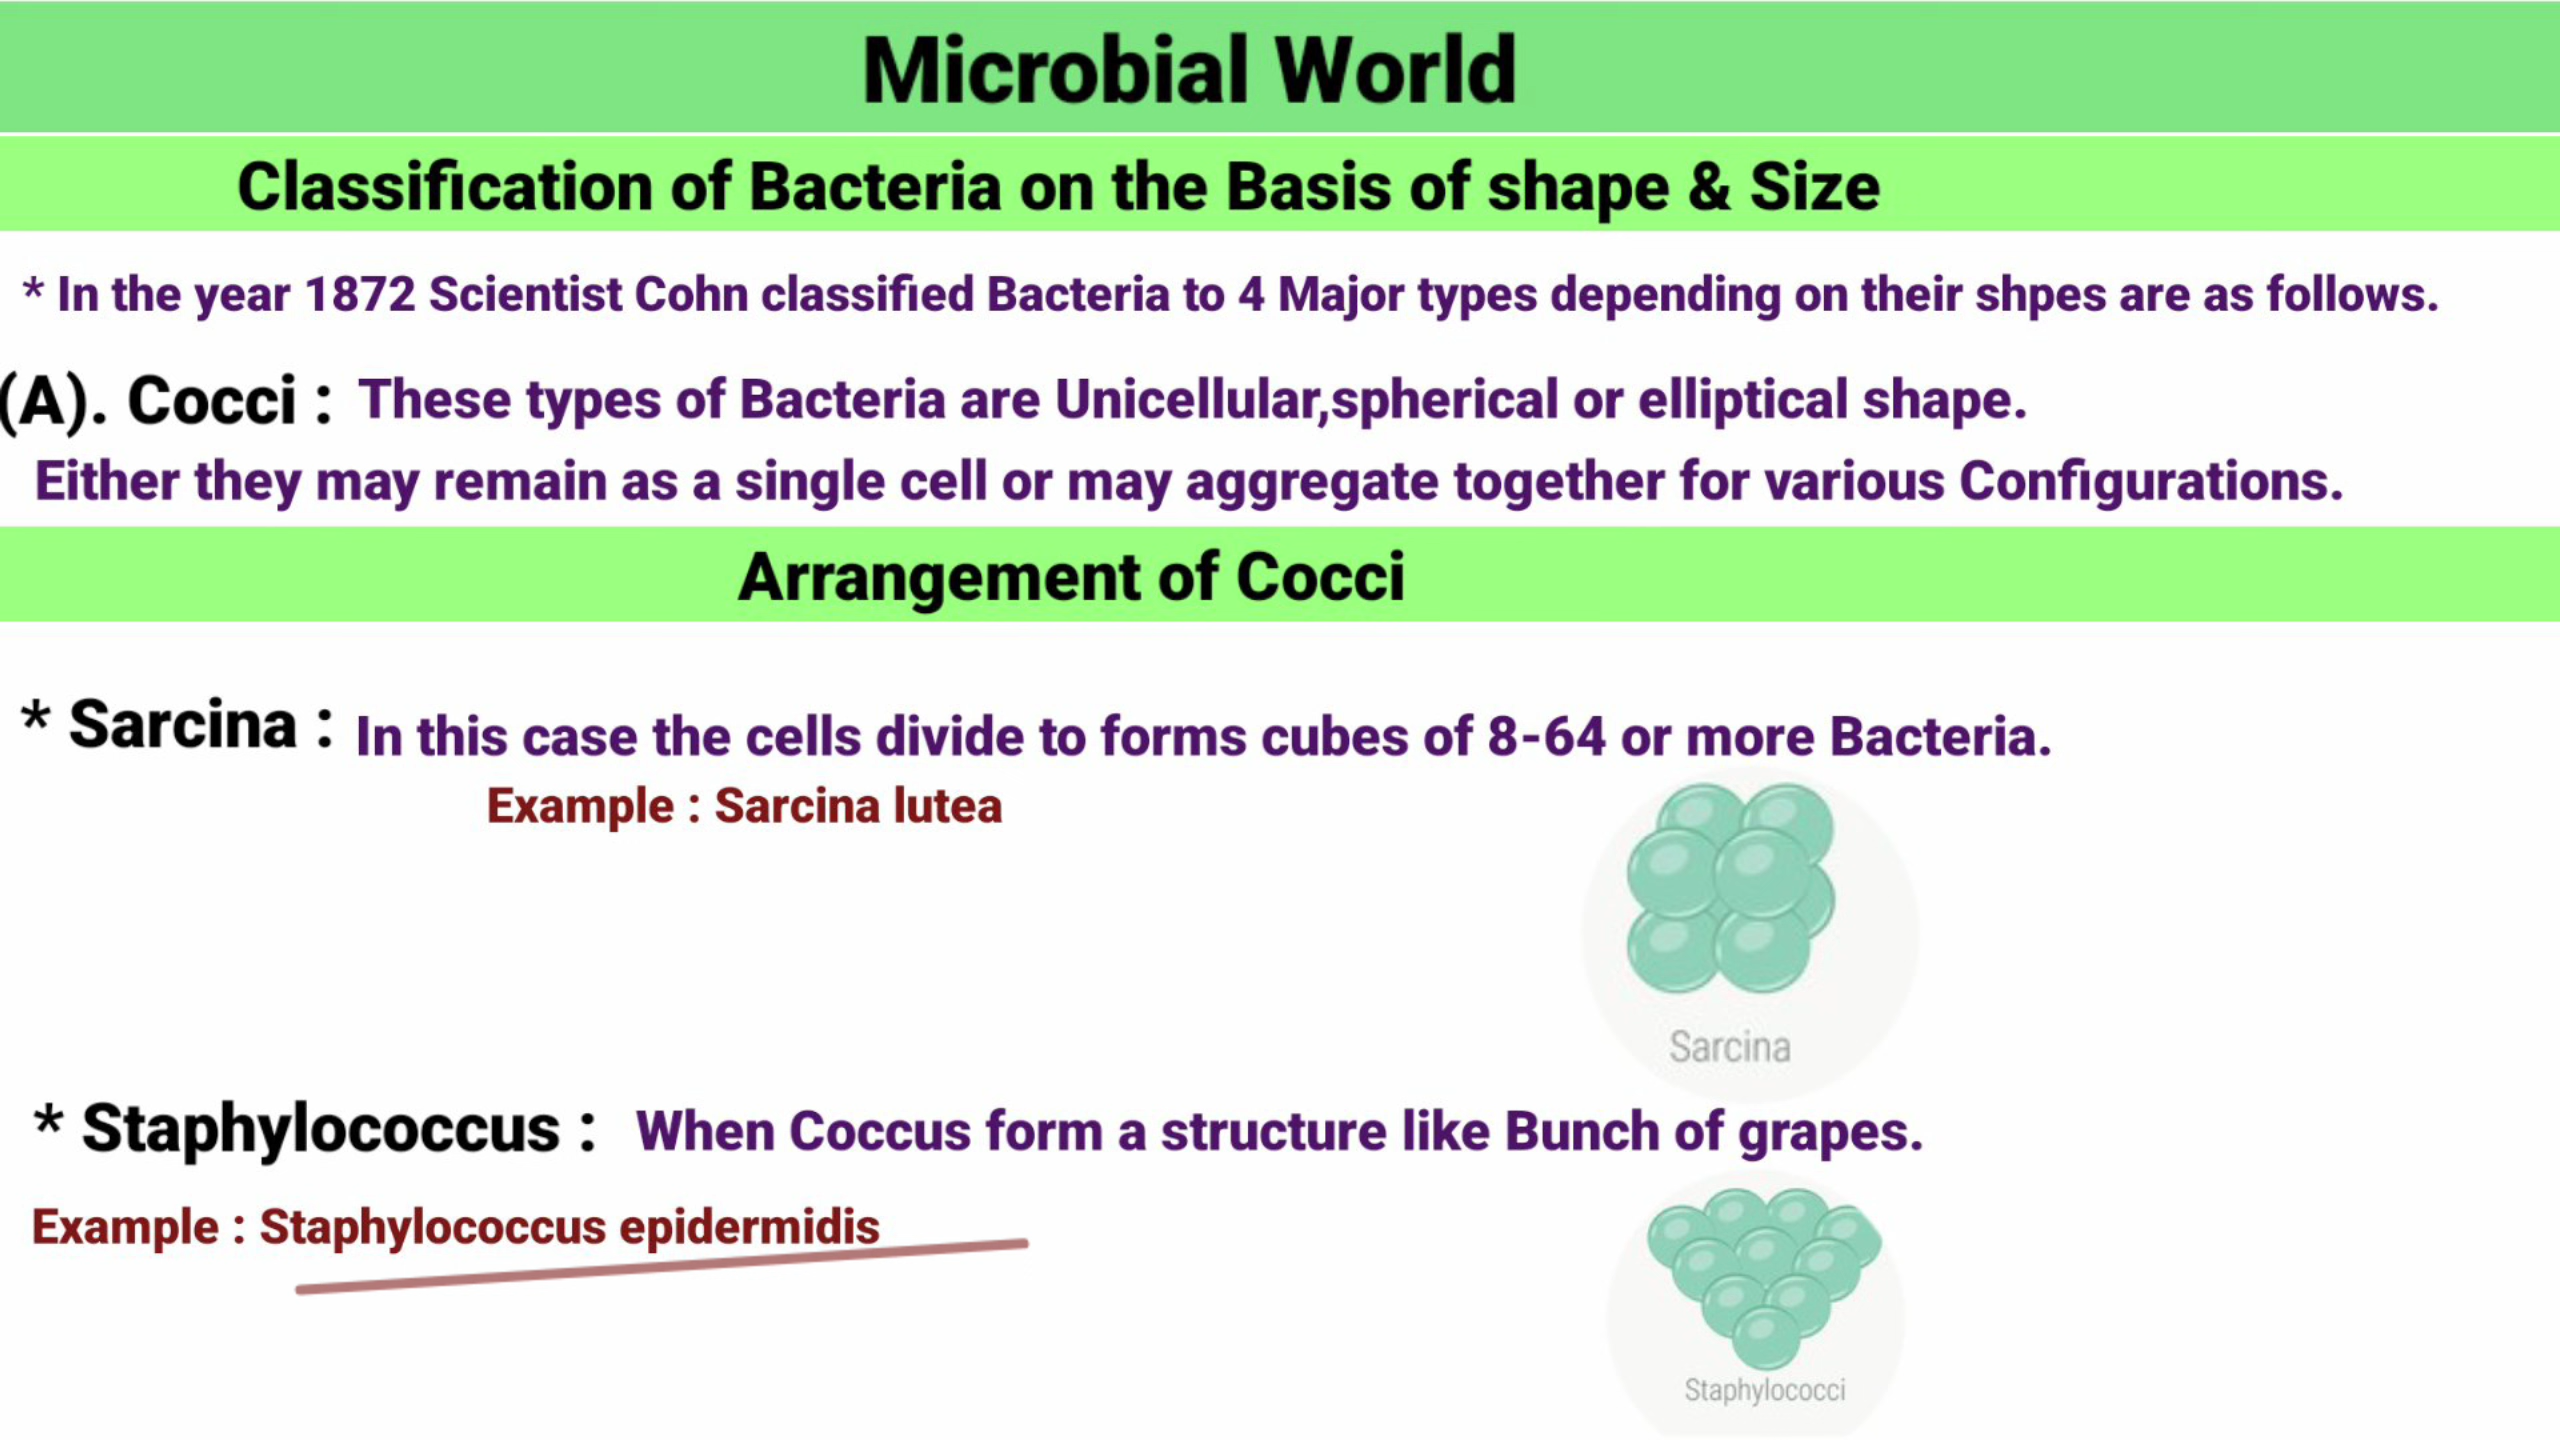 Microbial World
Classification of Bacteria on the Basis of shape & Size
* In the year 1872 Scientist Cohn classified Bacteria to 4 Major types depending on their shpes are as follows.
(A). Cocci : These types of Bacteria are Unicellular,spherical or elliptical shape.
Either they may remain as a single cell or may aggregate together for various Configurations.
Arrangement of Cocci
* Sarcina : In this case the cells divide to forms cubes of 8-64 or more Bacteria.
Example : Sarcina lutea
Sarcina
* Staphylococcus : When Coccus form a structure like Bunch of grapes.
Example : Staphylococcus epidermidis
Staphylococci